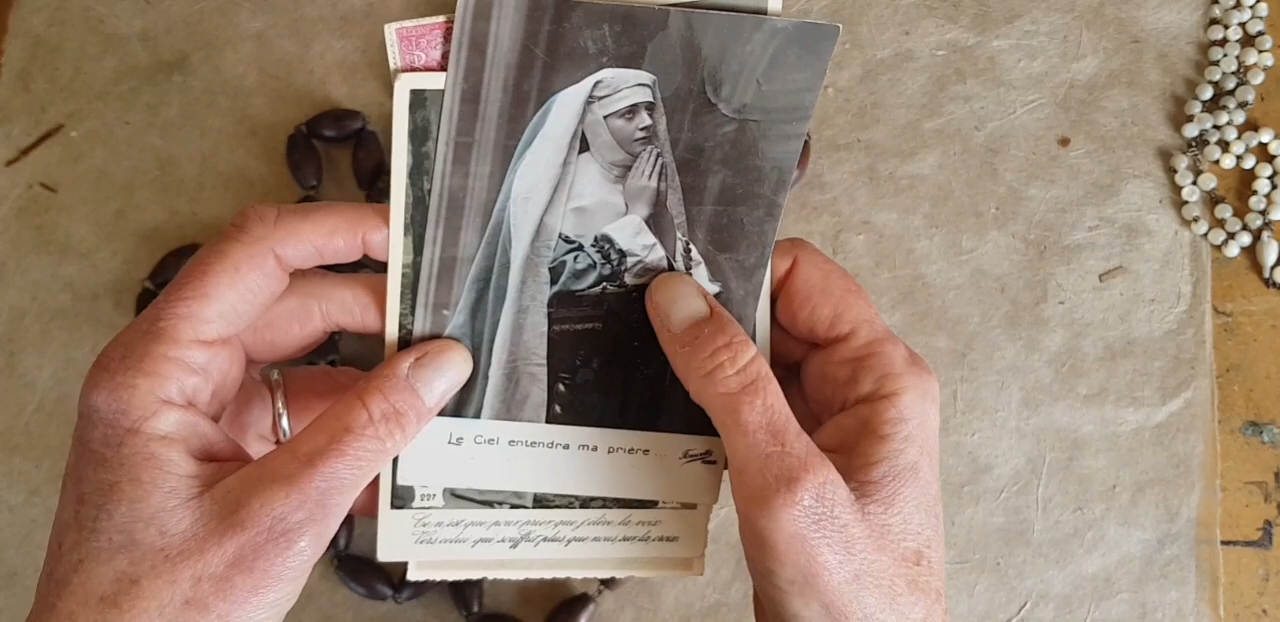 Le Ciel entendra ma prière...
227
Ce n'est que pour prier que j'élève la voix
Vers celui qui souffrit plus que nous, sur la croix